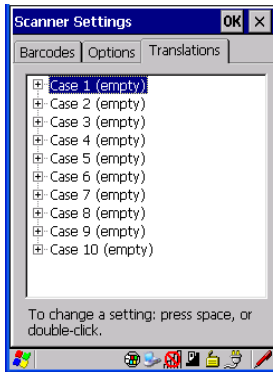 Scanner Settings OK
Barcodes Options Translations
Case 1 (empty)
Case 2 (empty)
Case 3 (empty)
Case 4 (empty)
Case 5 (empty)
Case 6 (empty)
Case 7 (empty)
Case 8 (empty)
Case 9 (empty)
Case 10 (empty)
To change a setting: press space, or
double-click.